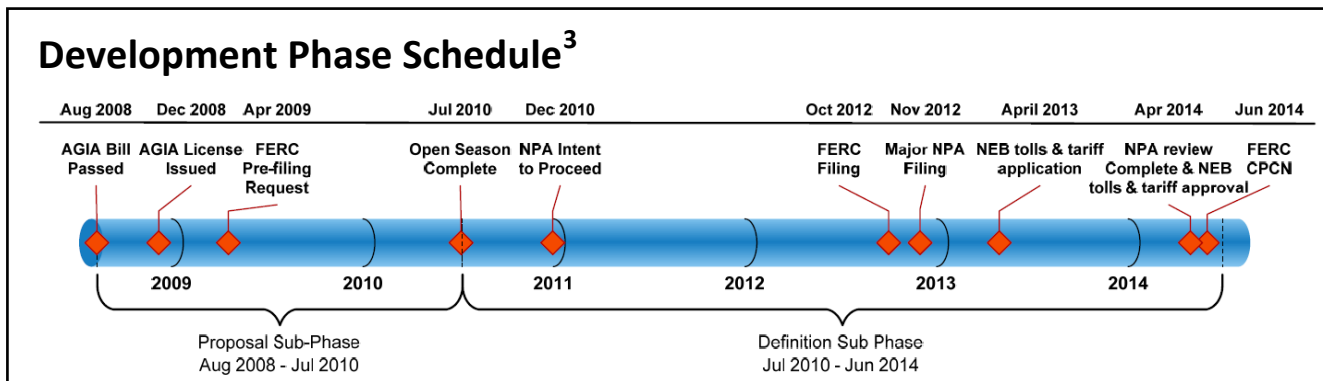 Development Phase Schedule³
Aug 2008 Dec 2008 Apr 2009 Jul 2010 Dec 2010 Oct 2012 Nov 2012 April 2013 Apr 2014 Jun 2014
AGIA Bill Passed
AGIA License Issued
FERC Pre-filing Request
Open Season Complete
NPA Intent to Proceed
FERC Filing
Major NPA Filing
NEB tolls & tariff application
NPA review Complete & NEB tolls & tariff approval
FERC CPCN
2009 2010 2011 2012 2013 2014
Proposal Sub-Phase
Aug 2008 - Jul 2010
Definition Sub Phase
Jul 2010 - Jun 2014